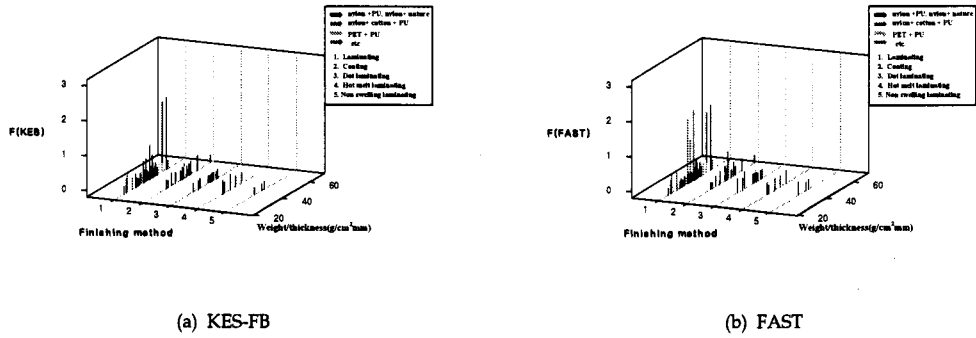 nylon +PU, nylon+ nature
nylon+ cotton + PU
PET + PU
etc
1. Laminating
2. Coating
3. Dot laminating
4. Hot melt laminating
5. Non swelling laminating
3
2
1
0
F(KEB)
1
2
3
4
5
Finishing method
20
40
60
Weight/thickness(g/cm²mm)
(a) KES-FB
nylon +PU, nylon+ nature
nylon+ cotton + PU
PET + PU
etc
1. Laminating
2. Coating
3. Dot laminating
4. Hot melt laminating
5. Non swelling laminating
3
2
1
0
F(FAST)
1
2
3
4
5
Finishing method
20
40
60
Weight/thickness(g/cm²mm)
(b) FAST